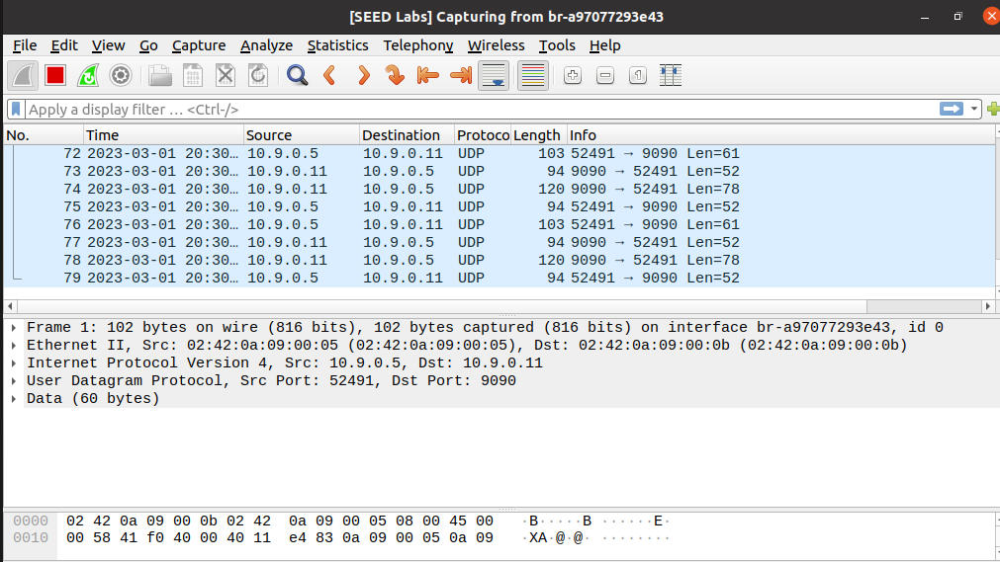 [SEED Labs] Capturing from br-a97077293e43
File Edit View Go Capture Analyze Statistics Telephony Wireless Tools Help
Apply a display filter … <Ctrl-/>
No. Time Source Destination Protoco Length Info
72 2023-03-01 20:30… 10.9.0.5 10.9.0.11 UDP 103 52491 → 9090 Len=61
73 2023-03-01 20:30… 10.9.0.11 10.9.0.5 UDP 94 9090 → 52491 Len=52
74 2023-03-01 20:30… 10.9.0.11 10.9.0.5 UDP 120 9090 → 52491 Len=78
75 2023-03-01 20:30… 10.9.0.5 10.9.0.11 UDP 94 52491 → 9090 Len=52
76 2023-03-01 20:30… 10.9.0.5 10.9.0.11 UDP 103 52491 → 9090 Len=61
77 2023-03-01 20:30… 10.9.0.11 10.9.0.5 UDP 94 9090 → 52491 Len=52
78 2023-03-01 20:30… 10.9.0.11 10.9.0.5 UDP 120 9090 → 52491 Len=78
79 2023-03-01 20:30… 10.9.0.5 10.9.0.11 UDP 94 52491 → 9090 Len=52
Frame 1: 102 bytes on wire (816 bits), 102 bytes captured (816 bits) on interface br-a97077293e43, id 0
Ethernet II, Src: 02:42:0a:09:00:05 (02:42:0a:09:00:05), Dst: 02:42:0a:09:00:0b (02:42:0a:09:00:0b)
Internet Protocol Version 4, Src: 10.9.0.5, Dst: 10.9.0.11
User Datagram Protocol, Src Port: 52491, Dst Port: 9090
Data (60 bytes)
0000 02 42 0a 09 00 0b 02 42 0a 09 00 05 08 00 45 00 ·B·····B ······E·
0010 00 58 41 f0 40 00 40 11 e4 83 0a 09 00 05 0a 09 ·XA·@·@· ········